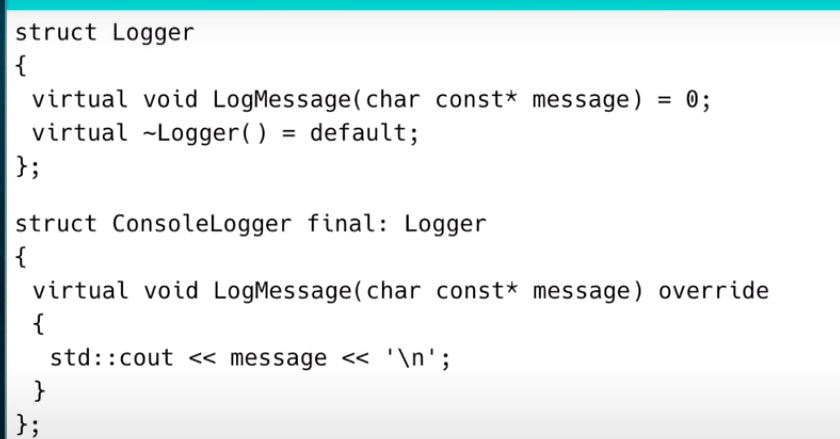 struct Logger
{
virtual void LogMessage(char const* message) = 0;
virtual ~Logger() = default;
};
struct ConsoleLogger final: Logger
{
virtual void LogMessage(char const* message) override
{
std::cout << message << '\n';
}
};